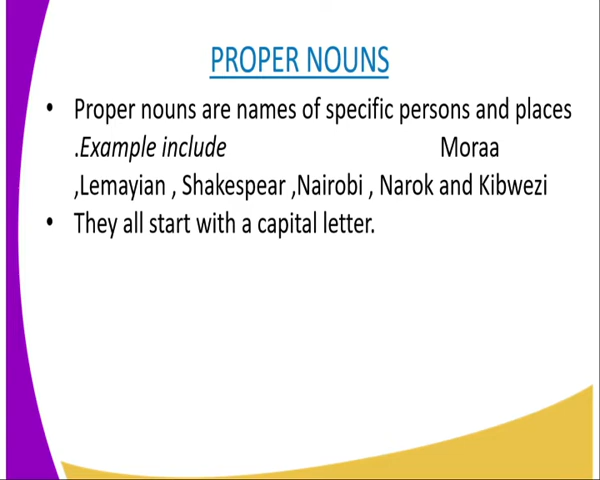 PROPER NOUNS
• Proper nouns are names of specific persons and places
.Example include Moraa
,Lemayian , Shakespear ,Nairobi , Narok and Kibwezi
• They all start with a capital letter.